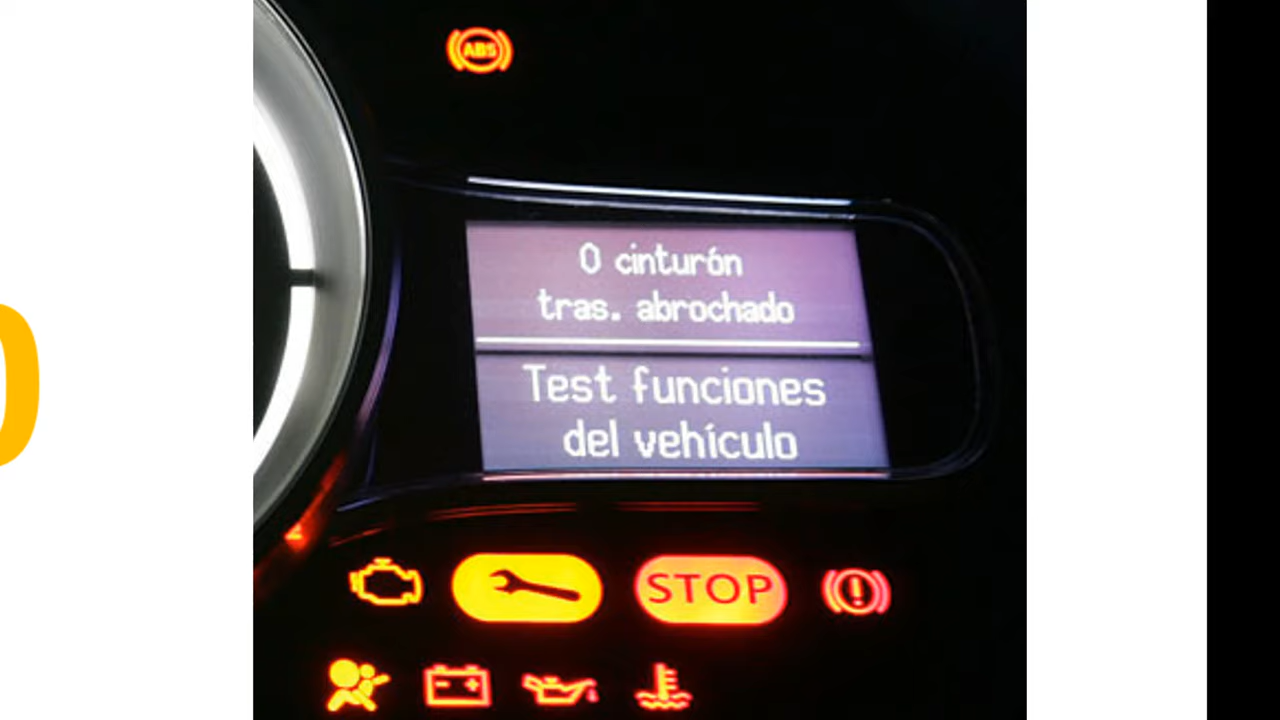 ABS
0 cinturón
tras. abrochado
Test funciones
del vehículo
STOP